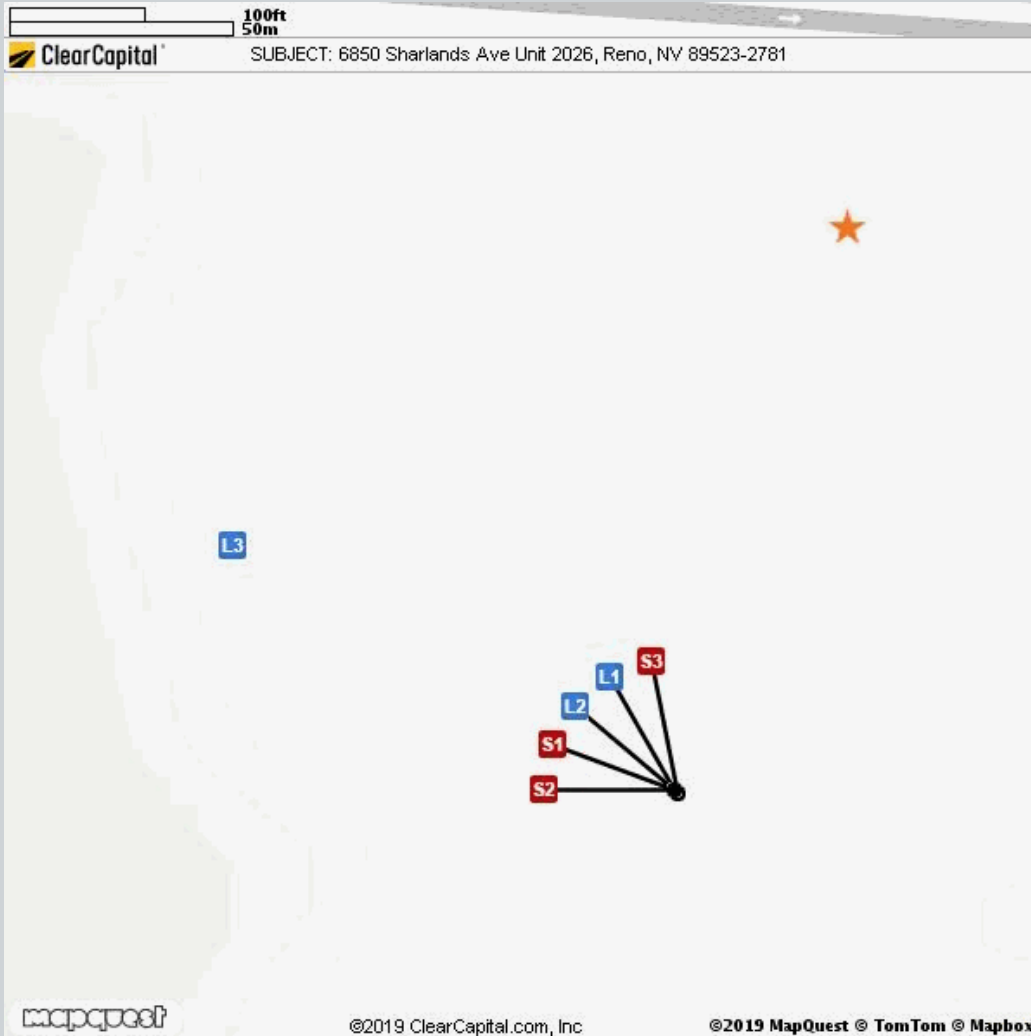 100ft
50m
ClearCapital SUBJECT: 6850 Sharlands Ave Unit 2026, Reno, NV 89523-2781
L3
S3
L1
L2
S1
S2
mapquest ©2019 ClearCapital.com, Inc ©2019 MapQuest © TomTom © Mapbox